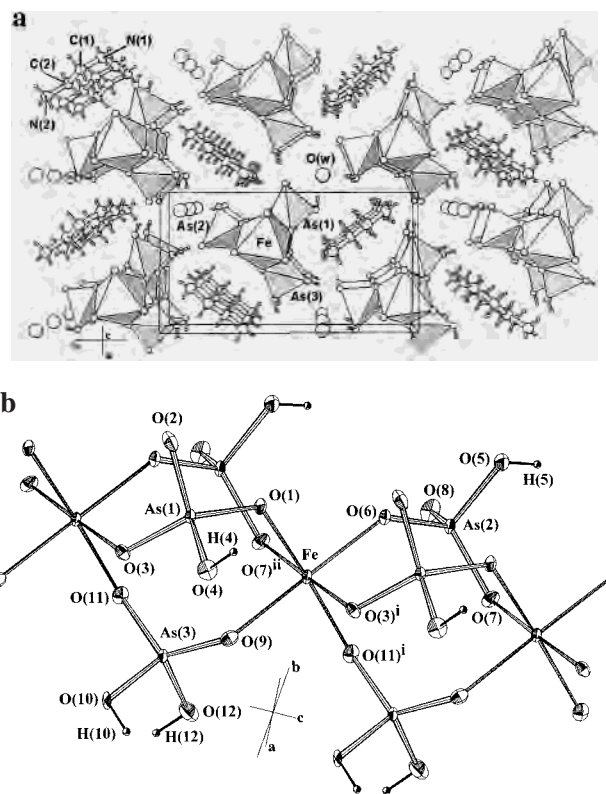 a
C(1) N(1)
C(2)
N(2)
O(w)
As(2) As(1)
Fe
As(3)
c
b
O(2)
O(5)
H(5)
O(8)
O(1)
O(6)
As(2)
As(1)
H(4)
Fe
O(3)
O(7)ii
O(4)
O(3)i
O(7)
O(11)
As(3)
O(9)
O(11)i
b
O(10)
O(12)
c
H(10)
H(12)
a